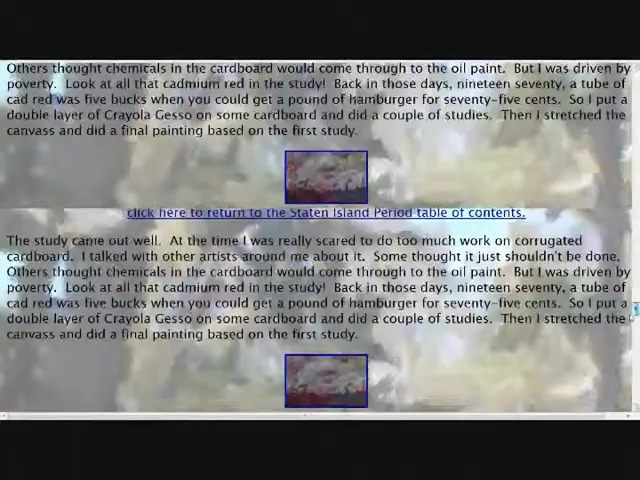 Others thought chemicals in the cardboard would come through to the oil paint.  But I was driven by
poverty.  Look at all that cadmium red in the study!  Back in those days, nineteen seventy, a tube of
cad red was five bucks when you could get a pound of hamburger for seventy-five cents.  So I put a
double layer of Crayola Gesso on some cardboard and did a couple of studies.  Then I stretched the
canvass and did a final painting based on the first study.
click here to return to the Staten Island Period table of contents.
The study came out well.  At the time I was really scared to do too much work on corrugated
cardboard.  I talked with other artists around me about it.  Some thought it just shouldn't be done.
Others thought chemicals in the cardboard would come through to the oil paint.  But I was driven by
poverty.  Look at all that cadmium red in the study!  Back in those days, nineteen seventy, a tube of
cad red was five bucks when you could get a pound of hamburger for seventy-five cents.  So I put a
double layer of Crayola Gesso on some cardboard and did a couple of studies.  Then I stretched the
canvass and did a final painting based on the first study.